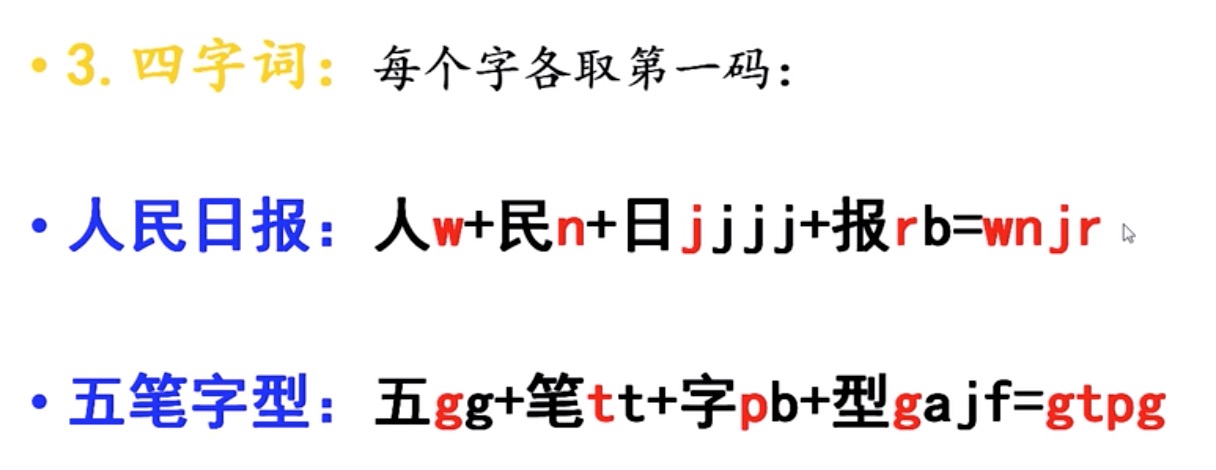 • 3. 四字词：每个字各取第一码：
• 人民日报：人w+民n+日jjjj+报rb=wnjr
• 五笔字型：五gg+笔tt+字pb+型gajf=gtpg